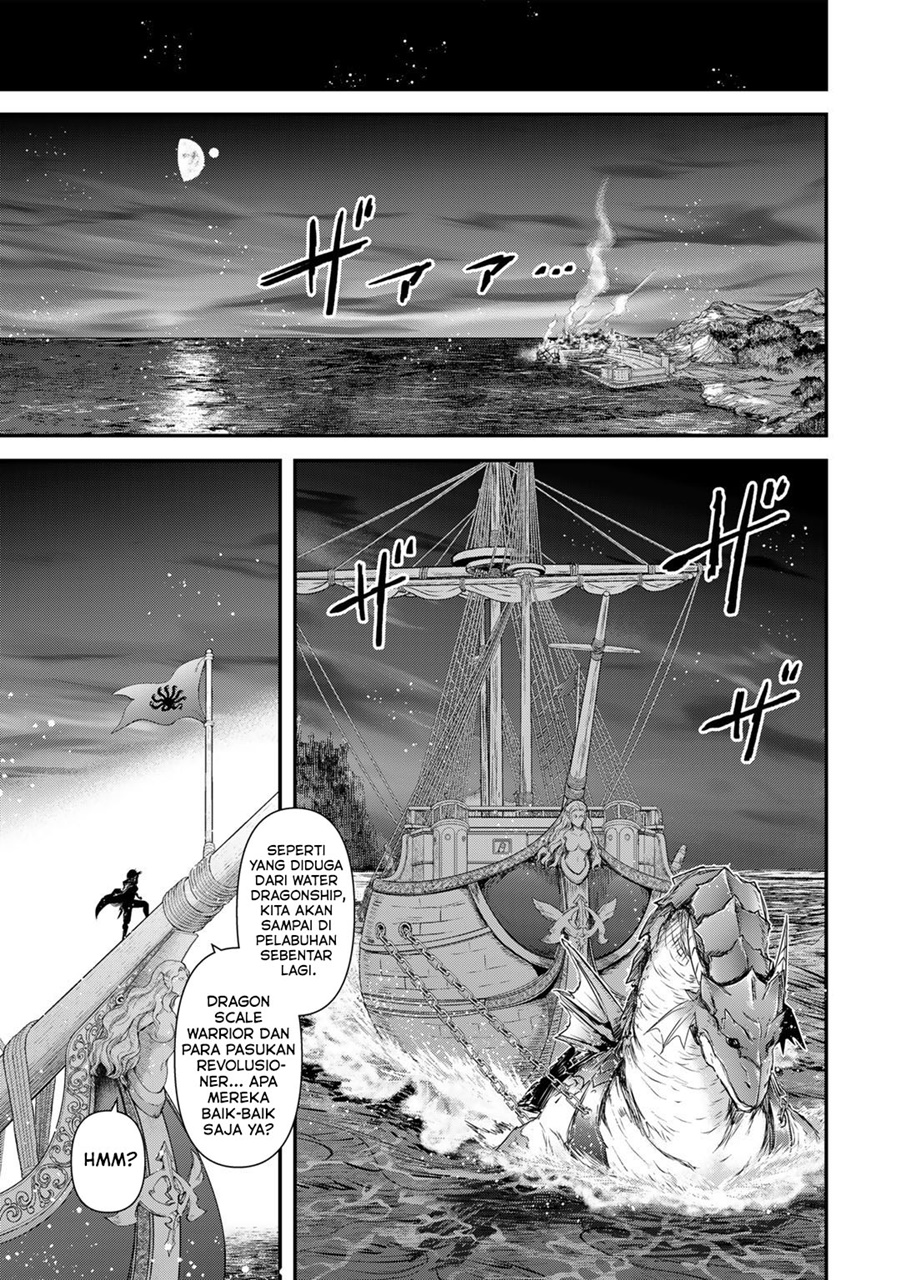 ザァァ…
ザ
ザ
ザ
SEPERTI
YANG DIDUGA
DARI WATER
DRAGONSHIP,
KITA AKAN
SAMPAI DI
PELABUHAN
SEBENTAR
LAGI.
DRAGON
SCALE
WARRIOR DAN
PARA PASUKAN
REVOLUSIO-
NER... APA
MEREKA
BAIK-BAIK
SAJA YA?
HMM?